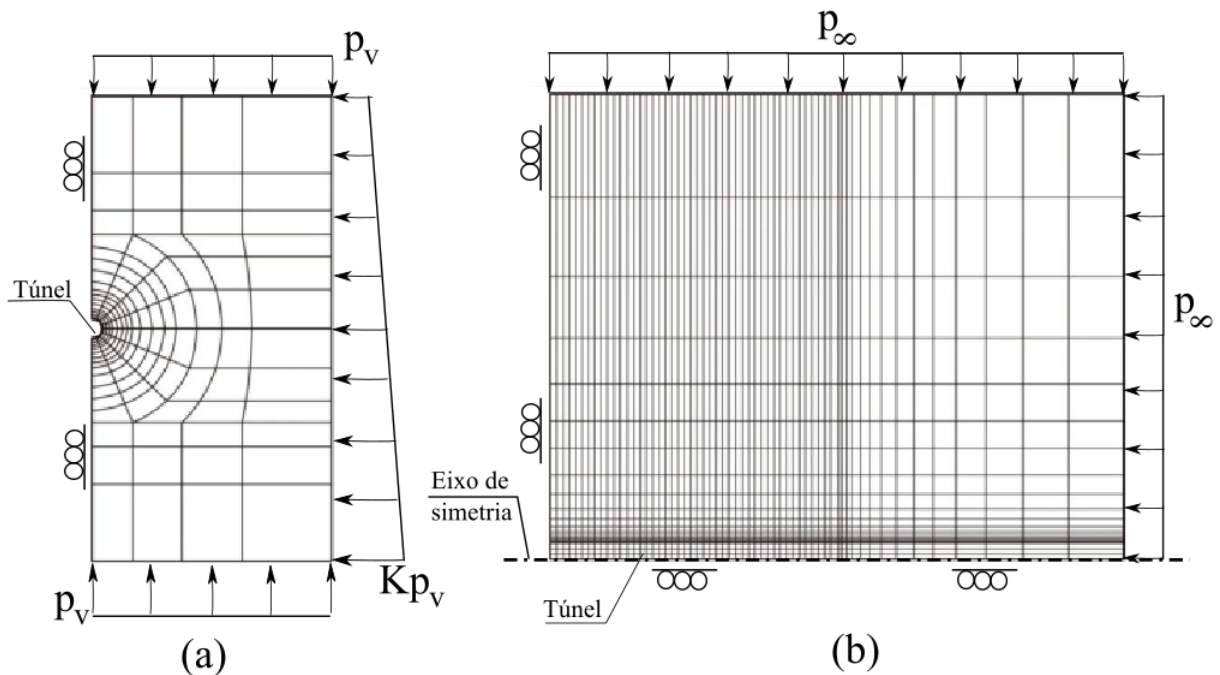 p_v
Túnel
Kp_v
p_v
(a)
p_∞
p_∞
Eixo de
simetria
Túnel
(b)